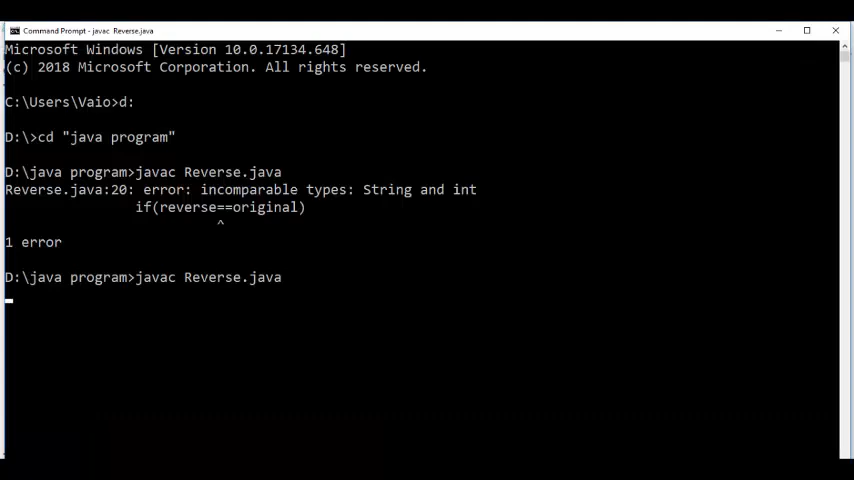 Command Prompt - javac  Reverse.java
Microsoft Windows [Version 10.0.17134.648]
(c) 2018 Microsoft Corporation. All rights reserved.
C:\Users\Vaio>d:
D:\>cd "java program"
D:\java program>javac Reverse.java
Reverse.java:20: error: incomparable types: String and int
                if(reverse==original)
                          ^
1 error
D:\java program>javac Reverse.java